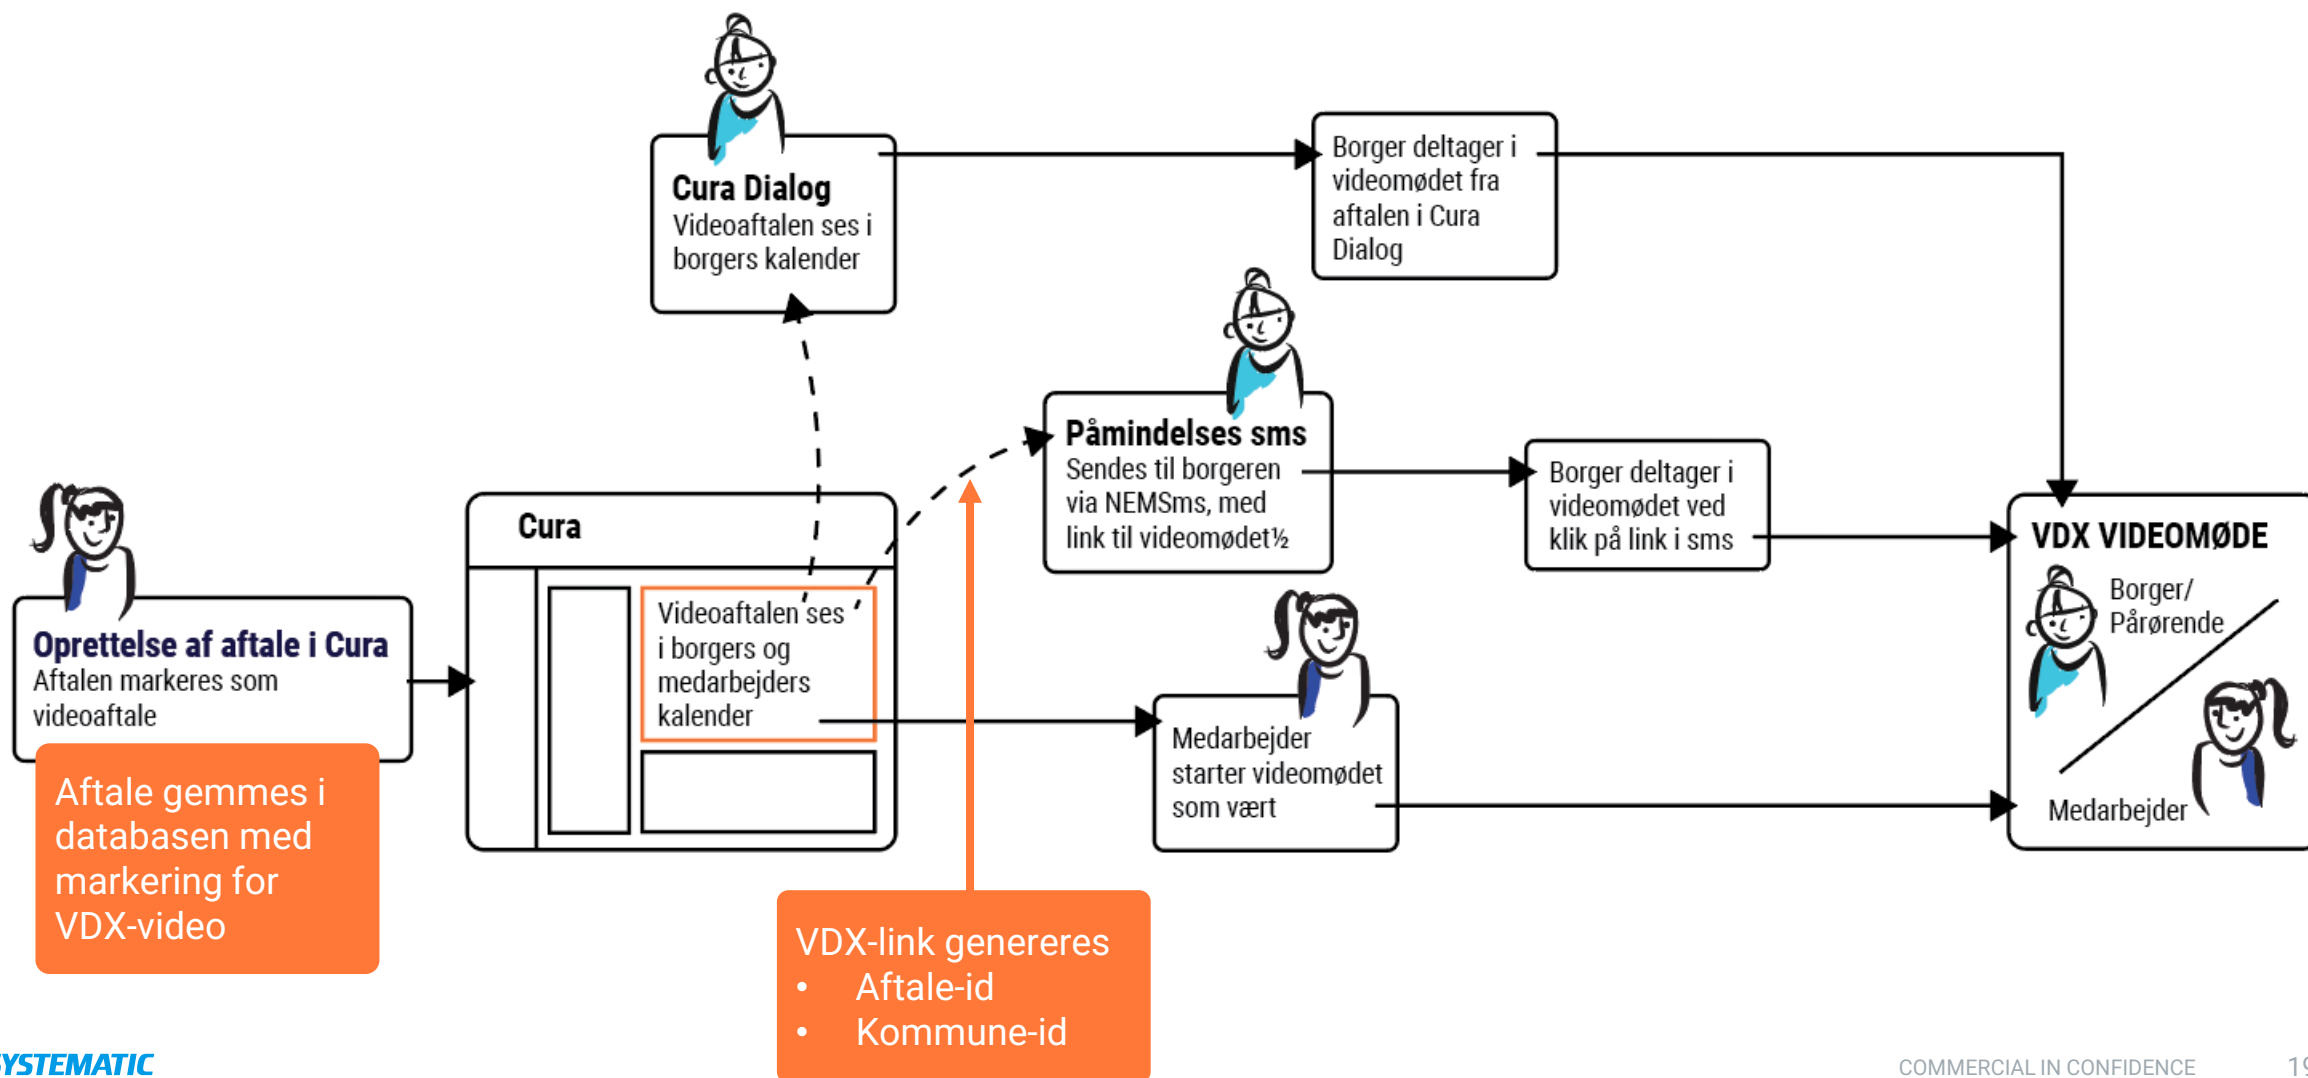 Cura Dialog
Videoaftalen ses i
borgers kalender
Borger deltager i
videomødet fra
aftalen i Cura
Dialog
Påmindelses sms
Sendes til borgeren
via NEMSms, med
link til videomødet½
Borger deltager i
videomødet ved
klik på link i sms
Oprettelse af aftale i Cura
Aftalen markeres som
videoaftale
Aftale gemmes i
databasen med
markering for
VDX-video
Cura
Videoaftalen ses
i borgers og
medarbejders
kalender
Medarbejder
starter videomødet
som vært
VDX VIDEOMØDE
Borger/
Pårørende
Medarbejder
VDX-link genereres
• Aftale-id
• Kommune-id
SYSTEMATIC
COMMERCIAL IN CONFIDENCE
19